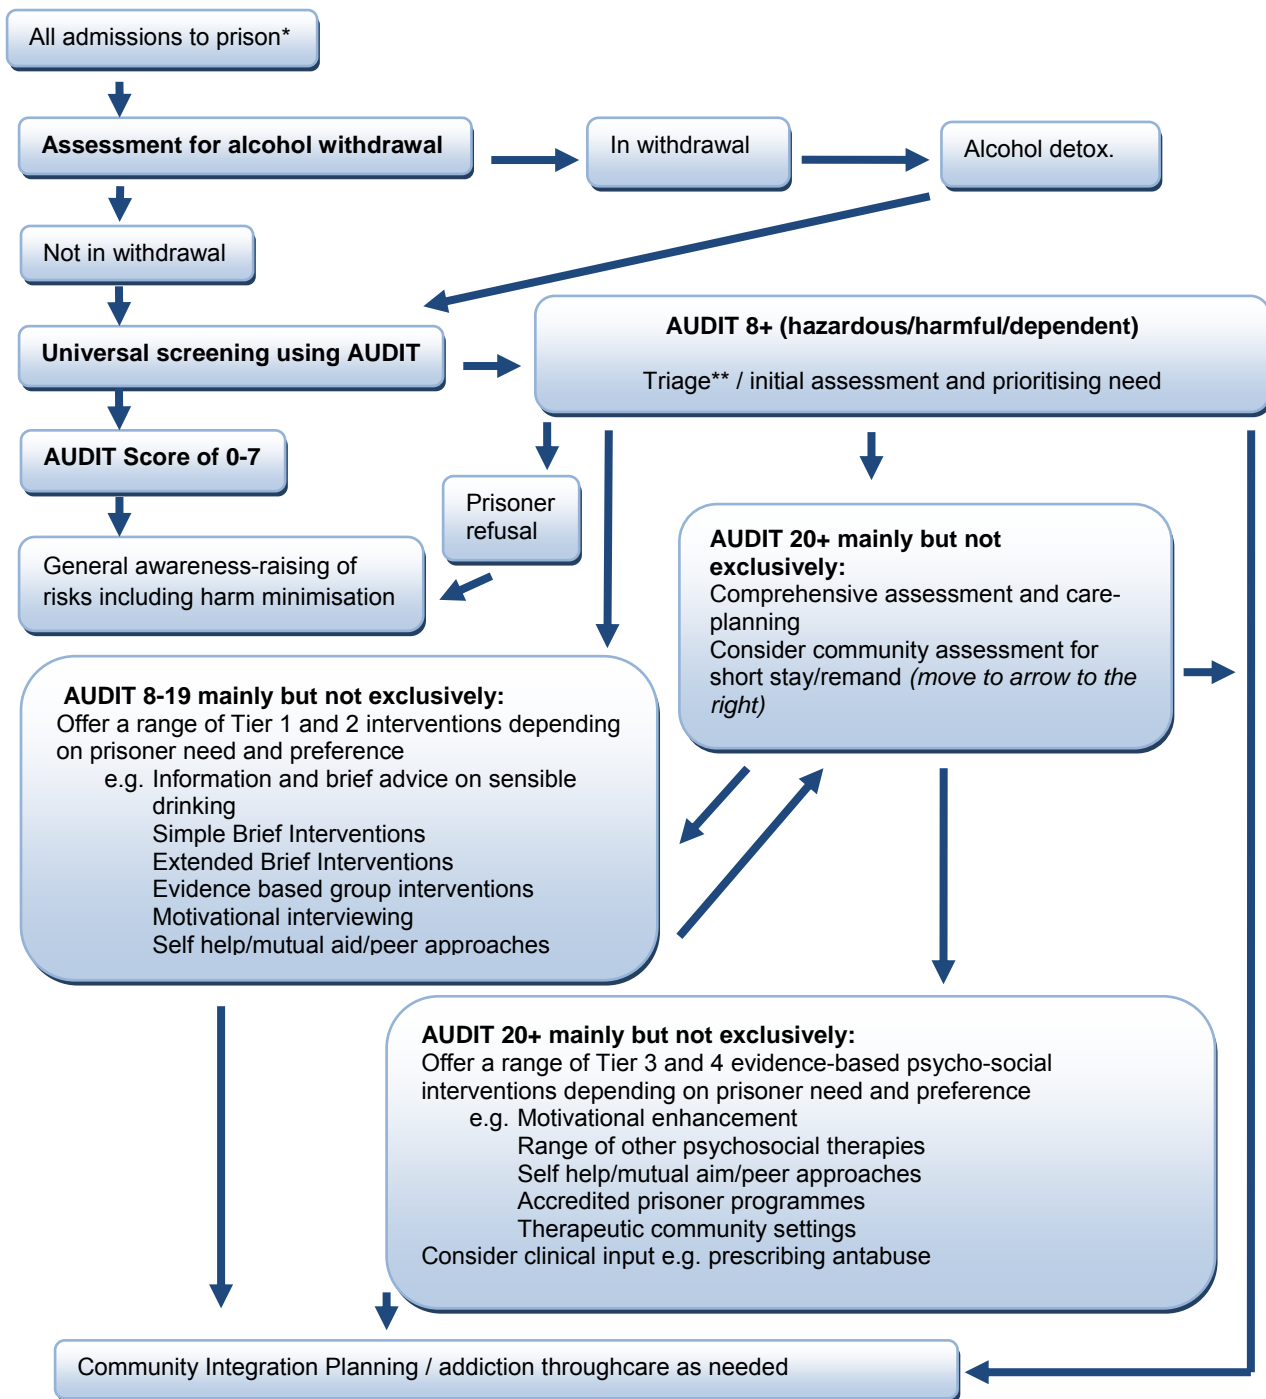 All admissions to prison*
Assessment for alcohol withdrawal
In withdrawal
Alcohol detox.
Not in withdrawal
Universal screening using AUDIT
AUDIT 8+ (hazardous/harmful/dependent)
Triage** / initial assessment and prioritising need
AUDIT Score of 0-7
Prisoner
refusal
General awareness-raising of
risks including harm minimisation
AUDIT 20+ mainly but not
exclusively:
Comprehensive assessment and care-
planning
Consider community assessment for
short stay/remand (move to arrow to the
right)
AUDIT 8-19 mainly but not exclusively:
Offer a range of Tier 1 and 2 interventions depending
on prisoner need and preference
e.g. Information and brief advice on sensible
drinking
Simple Brief Interventions
Extended Brief Interventions
Evidence based group interventions
Motivational interviewing
Self help/mutual aid/peer approaches
AUDIT 20+ mainly but not exclusively:
Offer a range of Tier 3 and 4 evidence-based psycho-social
interventions depending on prisoner need and preference
e.g. Motivational enhancement
Range of other psychosocial therapies
Self help/mutual aim/peer approaches
Accredited prisoner programmes
Therapeutic community settings
Consider clinical input e.g. prescribing antabuse
Community Integration Planning / addiction throughcare as needed